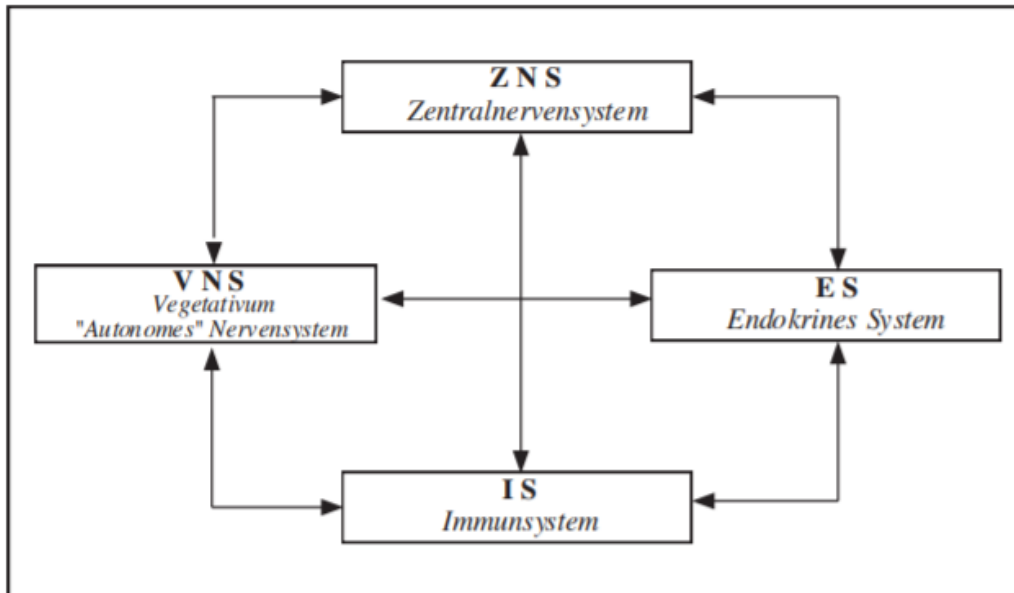 Z N S
Zentralnervensystem
V N S
Vegetativum
"Autonomes" Nervensystem
E S
Endokrines System
I S
Immunsystem